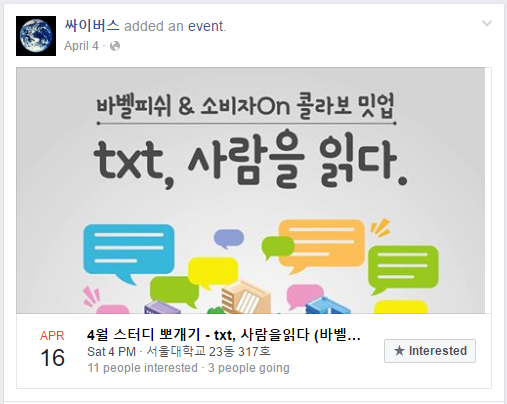 싸이버스 added an event.
April 4 ·
바벨피쉬 & 소비자On 콜라보 밋업
txt, 사람을 읽다.
APR
16
4월 스터디 뽀개기 - txt, 사람을읽다 (바벨...
Sat 4 PM · 서울대학교 23동 317호
11 people interested · 3 people going
★ Interested